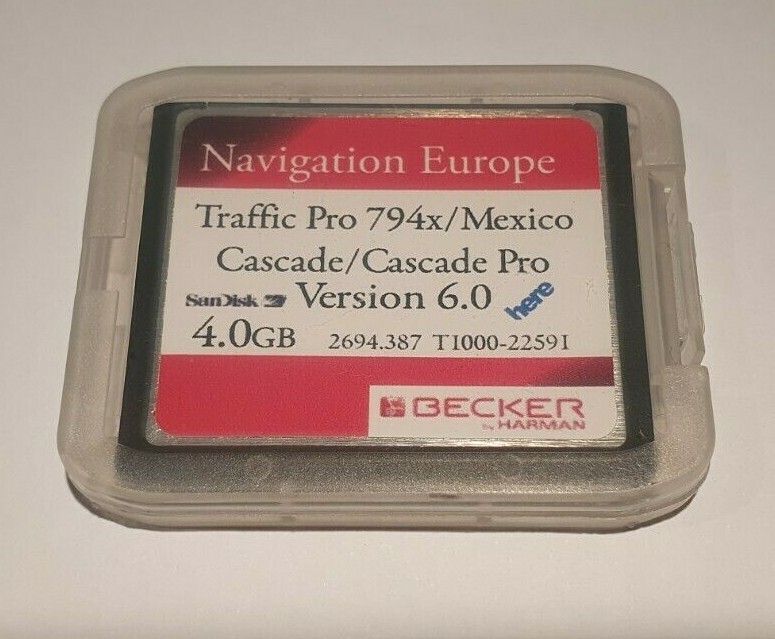 Navigation Europe
Traffic Pro 794x/Mexico
Cascade/Cascade Pro
SanDisk Version 6.0 here
4.0GB 2694.387 T1000-22591
BECKER
by HARMAN